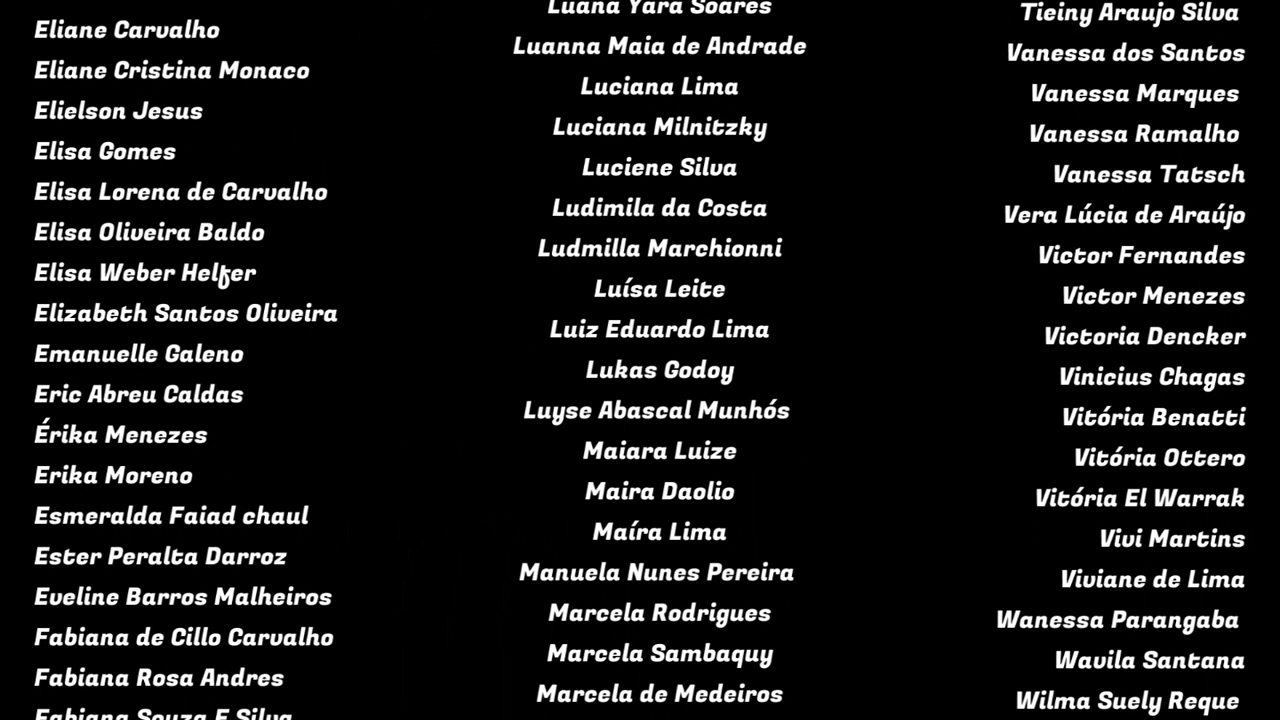 Eliane Carvalho
Eliane Cristina Monaco
Elielson Jesus
Elisa Gomes
Elisa Lorena de Carvalho
Elisa Oliveira Baldo
Elisa Weber Helfer
Elizabeth Santos Oliveira
Emanuelle Galeno
Eric Abreu Caldas
Érika Menezes
Erika Moreno
Esmeralda Faiad chaul
Ester Peralta Darroz
Eveline Barros Malheiros
Fabiana de Cillo Carvalho
Fabiana Rosa Andres
Fabiana Souza E Silva
Luana Yara Soares
Luanna Maia de Andrade
Luciana Lima
Luciana Milnitzky
Luciene Silva
Ludimila da Costa
Ludmilla Marchionni
Luísa Leite
Luiz Eduardo Lima
Lukas Godoy
Luyse Abascal Munhós
Maiara Luize
Maira Daolio
Maíra Lima
Manuela Nunes Pereira
Marcela Rodrigues
Marcela Sambaquy
Marcela de Medeiros
Tieiny Araujo Silva
Vanessa dos Santos
Vanessa Marques
Vanessa Ramalho
Vanessa Tatsch
Vera Lúcia de Araújo
Victor Fernandes
Victor Menezes
Victoria Dencker
Vinicius Chagas
Vitória Benatti
Vitória Ottero
Vitória El Warrak
Vivi Martins
Viviane de Lima
Wanessa Parangaba
Wavila Santana
Wilma Suely Reque